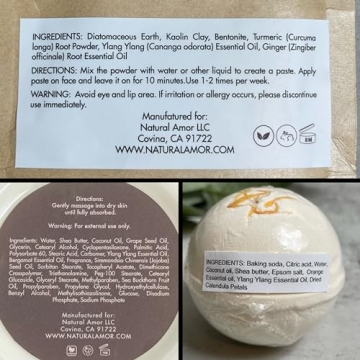 INGREDIENTS: Diatomaceous Earth, Kaolin Clay, Bentonite, Turmeric (Curcuma
longa) Root Powder, Ylang Ylang (Cananga odorata) Essential Oil, Ginger (Zingiber
officinale) Root Essential Oil
DIRECTIONS: Mix the powder with water or other liquid to create a paste. Apply
paste on face and leave it on for 10 minutes.Use 1-2 times per week.
WARNING: Avoid eye and lip area. If irritation or allergy occurs, please discontinue
use immediately.
Manufatured for:
Natural Amor LLC
Covina, CA 91722
WWW.NATURALAMOR.COM
Directions:
Gently massage into dry skin
until fully absorbed.
Warning: For external use only.
Ingredients: Water, Shea Butter, Coconut Oil, Grape Seed Oil,
Glycerin, Cetearyl Alcohol, Cyclopentasiloxane, Palmitic Acid,
Polysorbate 60, Stearic Acid, Carbomer, Ylang Ylang Essential Oil,
Bergamot Essential Oil, Fragrance, Simmondsia Chinensis (Jojoba)
Seed Oil, Sorbitan Stearate, Tocopheryl Acetate, Dimethicone
Crosspolymer, Triethanolamine, Peg-100 Stearate, Cetearyl
Glucoside, Glyceryl Stearate, Methylparaben, Sea Buckthorn Fruit
Oil, Propylparaben, Propylene Glycol, Hydroxyethylcellulose,
Benzyl Alcohol, Methylisothiazolinone, Glucose, Disodium
Phosphate, Sodium Phosphate
Manufactured for:
Natural Amor LLC
Covina, CA 91722
WWW.NATURALAMOR.COM
INGREDIENTS: Baking soda, Citric acid, Water,
Coconut oil, Shea butter, Epsom salt, Orange
Essential oil, Ylang Ylang Essential Oil, Dried
Calendula Petals